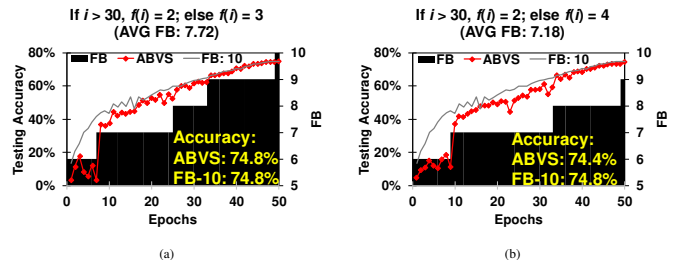 If i > 30, f(i) = 2; else f(i) = 3
(AVG FB: 7.72)
FB ABVS FB: 10
Testing Accuracy
80%
60%
40%
20%
0%
10
9
8
7
6
5
FB
Accuracy:
ABVS: 74.8%
FB-10: 74.8%
0 10 20 30 40 50
Epochs
(a)
If i > 30, f(i) = 2; else f(i) = 4
(AVG FB: 7.18)
FB ABVS FB: 10
Testing Accuracy
80%
60%
40%
20%
0%
10
9
8
7
6
5
FB
Accuracy:
ABVS: 74.4%
FB-10: 74.8%
0 10 20 30 40 50
Epochs
(b)